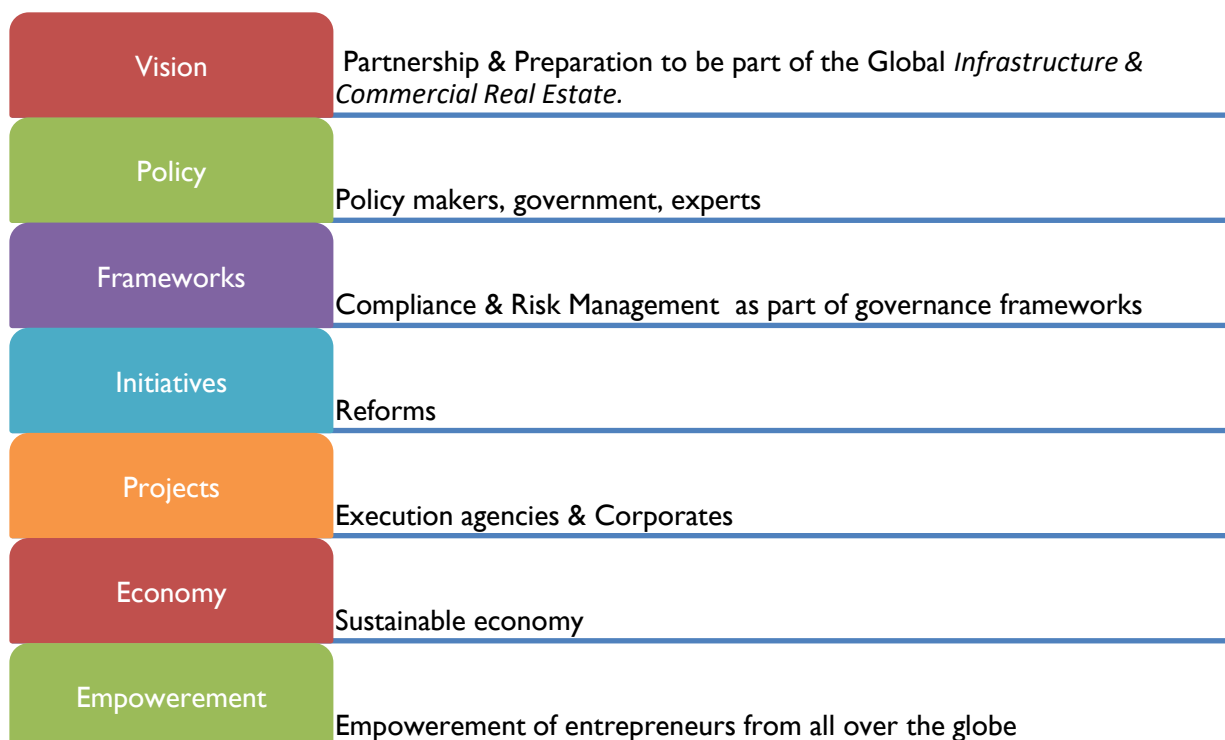 Vision
Partnership & Preparation to be part of the Global Infrastructure &
Commercial Real Estate.
Policy
Policy makers, government, experts
Frameworks
Compliance & Risk Management as part of governance frameworks
Initiatives
Reforms
Projects
Execution agencies & Corporates
Economy
Sustainable economy
Empowerement
Empowerement of entrepreneurs from all over the globe